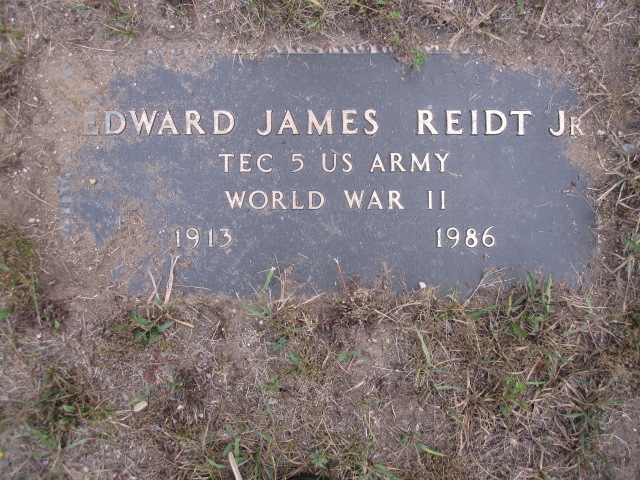 EDWARD JAMES REIDT JR
TEC 5 US ARMY
WORLD WAR II
1913 1986